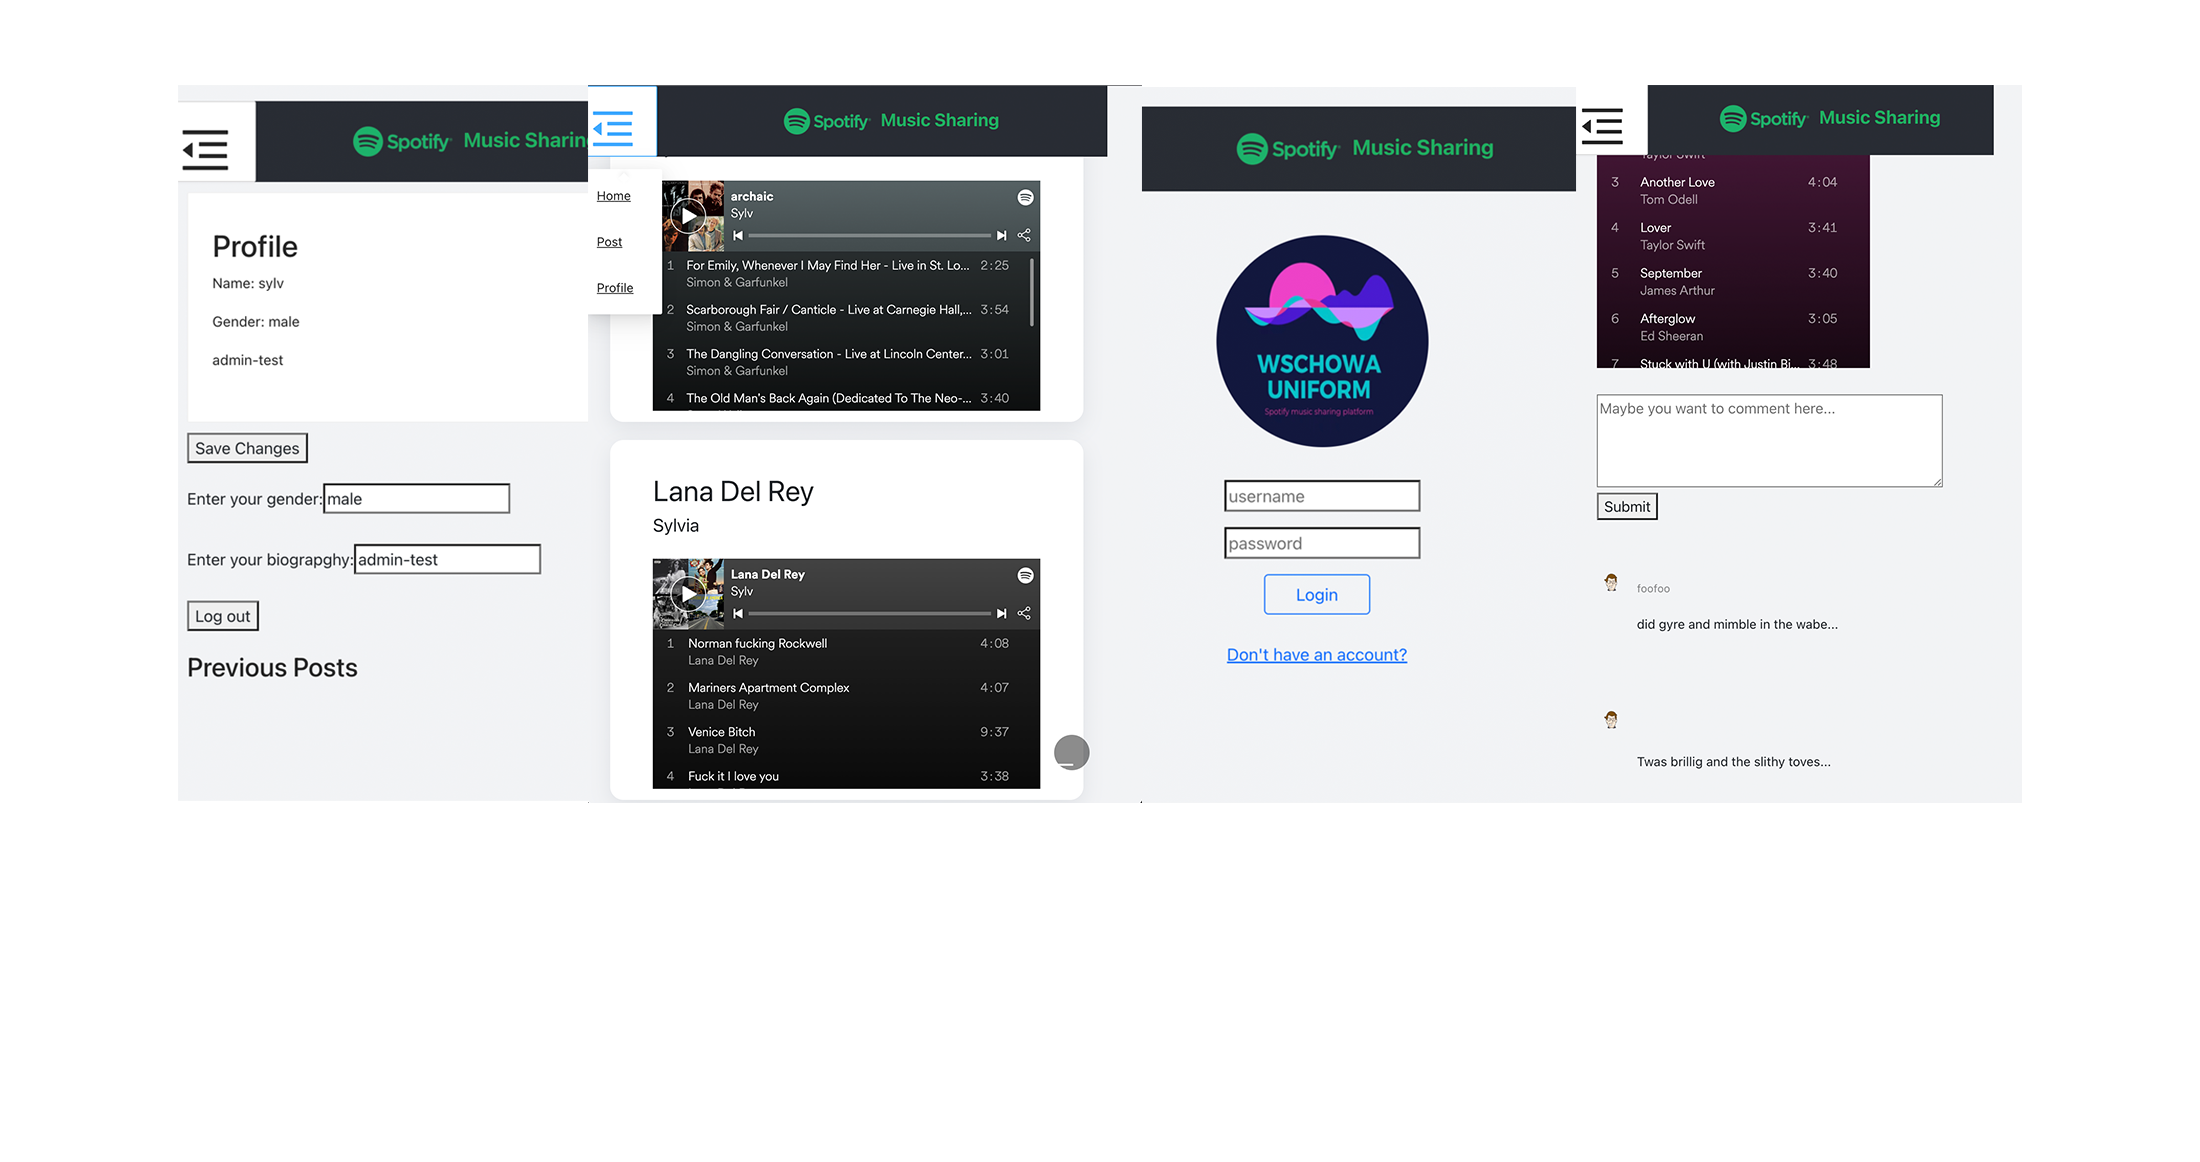 Spotify Music Sharin
Profile
Name: sylv
Gender: male
admin-test
Save Changes
Enter your gender: male
Enter your biograpghy: admin-test
Log out
Previous Posts
Spotify Music Sharing
Home
Post
Profile
archaic
Sylv
1 For Emily, Whenever I May Find Her - Live in St. Lo... 2:25
Simon & Garfunkel
2 Scarborough Fair / Canticle - Live at Carnegie Hall,... 3:54
Simon & Garfunkel
3 The Dangling Conversation - Live at Lincoln Center... 3:01
Simon & Garfunkel
4 The Old Man's Back Again (Dedicated To The Neo-... 3:40
Lana Del Rey
Sylvia
Lana Del Rey
Sylv
1 Norman fucking Rockwell 4:08
Lana Del Rey
2 Mariners Apartment Complex 4:07
Lana Del Rey
3 Venice Bitch 9:37
Lana Del Rey
4 Fuck it I love you 3:38
Spotify Music Sharing
WSCHOWA
UNIFORM
Spotify music sharing platform
username
password
Login
Don't have an account?
Spotify Music Sharing
Taylor Swift
3 Another Love 4:04
Tom Odell
4 Lover 3:41
Taylor Swift
5 September 3:40
James Arthur
6 Afterglow 3:05
Ed Sheeran
7 Stuck with U (with Justin Bi... 3:48
Maybe you want to comment here...
Submit
foofoo
did gyre and mimble in the wabe...
Twas brillig and the slithy toves...